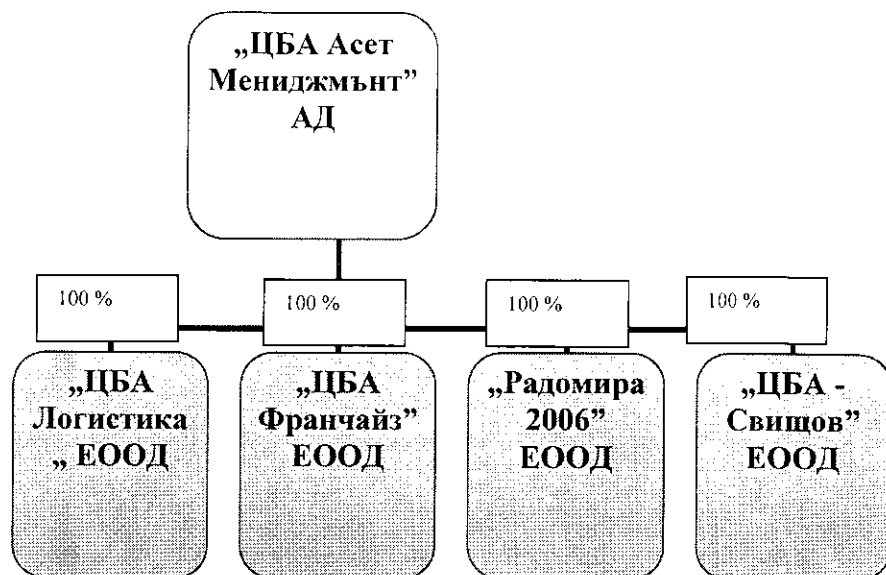 „ЦБА Асет
Мениджмънт”
АД
100 %
100 %
100 %
100 %
„ЦБА
Логистика
„ ЕООД
„ЦБА
Франчайз”
ЕООД
„Радомира
2006”
ЕООД
„ЦБА -
Свищов”
ЕООД